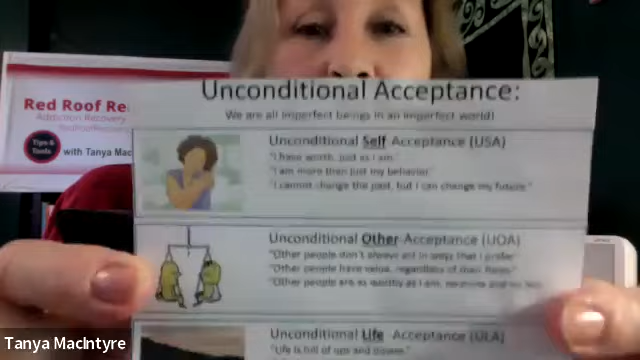 Unconditional Acceptance:
We are all imperfect beings in an imperfect world!
Red Roof Re
Addiction Recovery
Tips &
Tools
with Tanya Mac
Unconditional Self Acceptance (USA)
"I have worth, just as I am."
"I am more than just my behavior."
"I cannot change the past, but I can change my future."
Unconditional Other Acceptance (UOA)
"Other people don't always act in ways that I prefer"
"Other people have value, regardless of their flaws"
"Other people are as worthy as I am,
Unconditional Life Acceptance (ULA)
"Life is full of ups and downs."
Tanya MacIntyre